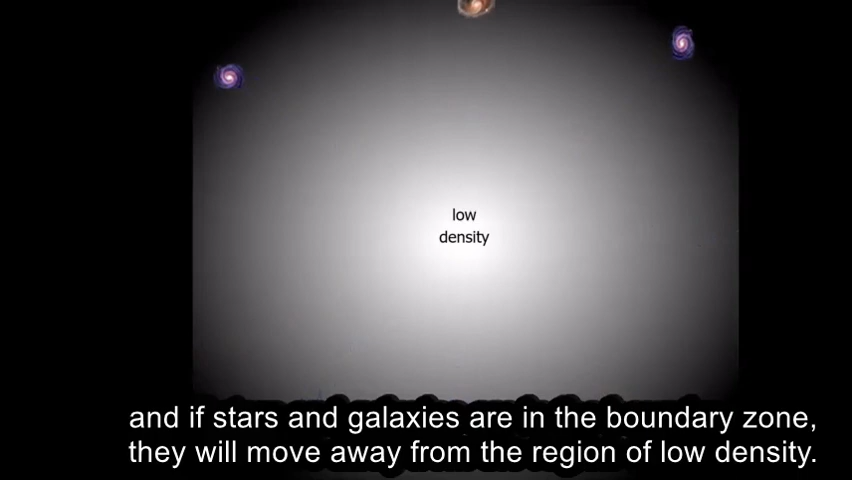 low
density
and if stars and galaxies are in the boundary zone,
they will move away from the region of low density.